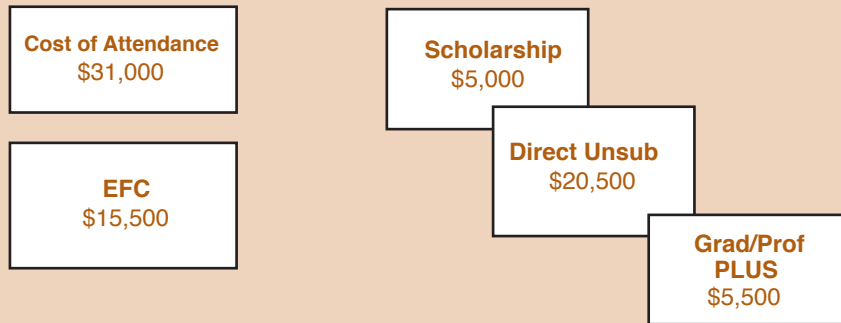 Cost of Attendance
$31,000
EFC
$15,500
Scholarship
$5,000
Direct Unsub
$20,500
Grad/Prof
PLUS
$5,500